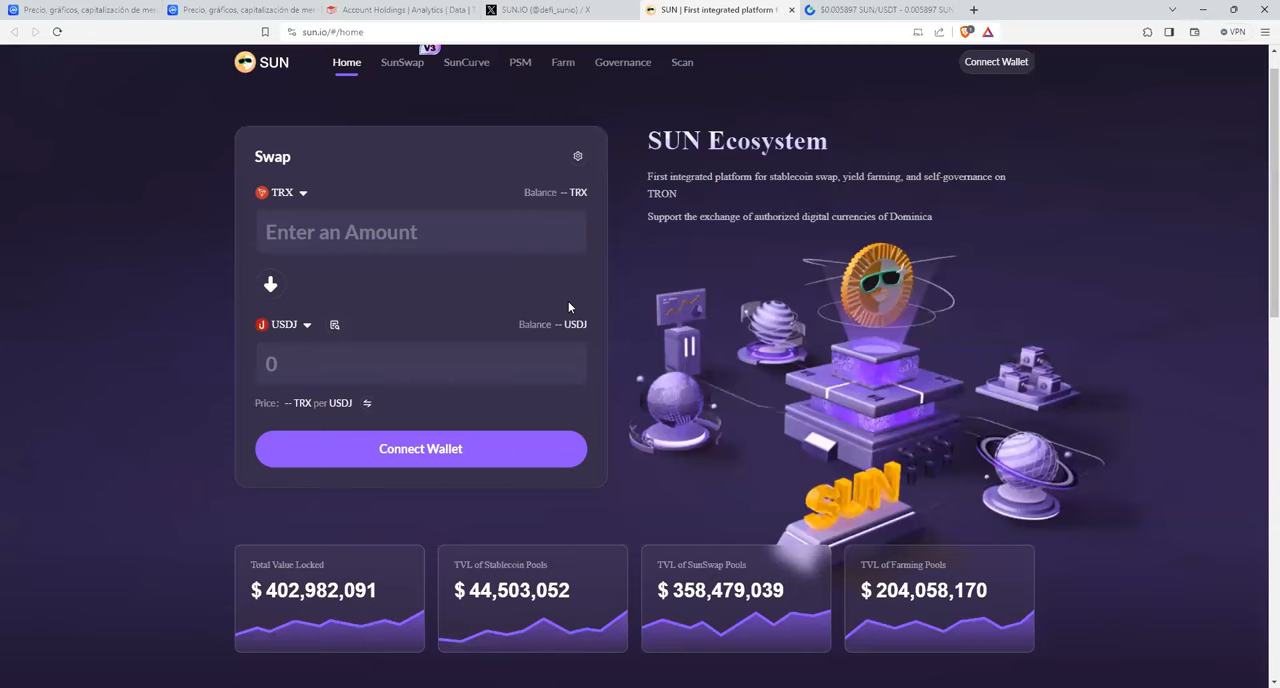 Precio, gráficos, capitalización de mer
Precio, gráficos, capitalización de mer
Account Holdings | Analytics | Data | T
SUN.IO (@defi_sunio) / X
SUN | First integrated platform f
$0.005897 SUN/USDT - 0.005897 SUN
sun.io/#/home
1
VPN
SUN
Home
SunSwap
V3
SunCurve
PSM
Farm
Governance
Scan
Connect Wallet
Swap
TRX
Balance -- TRX
Enter an Amount
J USDJ
Balance -- USDJ
0
Price: -- TRX per USDJ
Connect Wallet
SUN Ecosystem
First integrated platform for stablecoin swap, yield farming, and self-governance on
TRON
Support the exchange of authorized digital currencies of Dominica
SUN
Total Value Locked
$ 402,982,091
TVL of Stablecoin Pools
$ 44,503,052
TVL of SunSwap Pools
$ 358,479,039
TVL of Farming Pools
$ 204,058,170